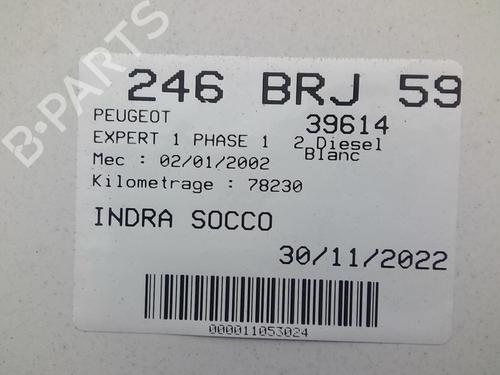 B-PARTS
246 BRJ 59
PEUGEOT 39614
EXPERT 1 PHASE 1 2 Diesel
Blanc
Mec : 02/01/2002
Kilometrage : 78230
INDRA SOCCO
30/11/2022
000011053024